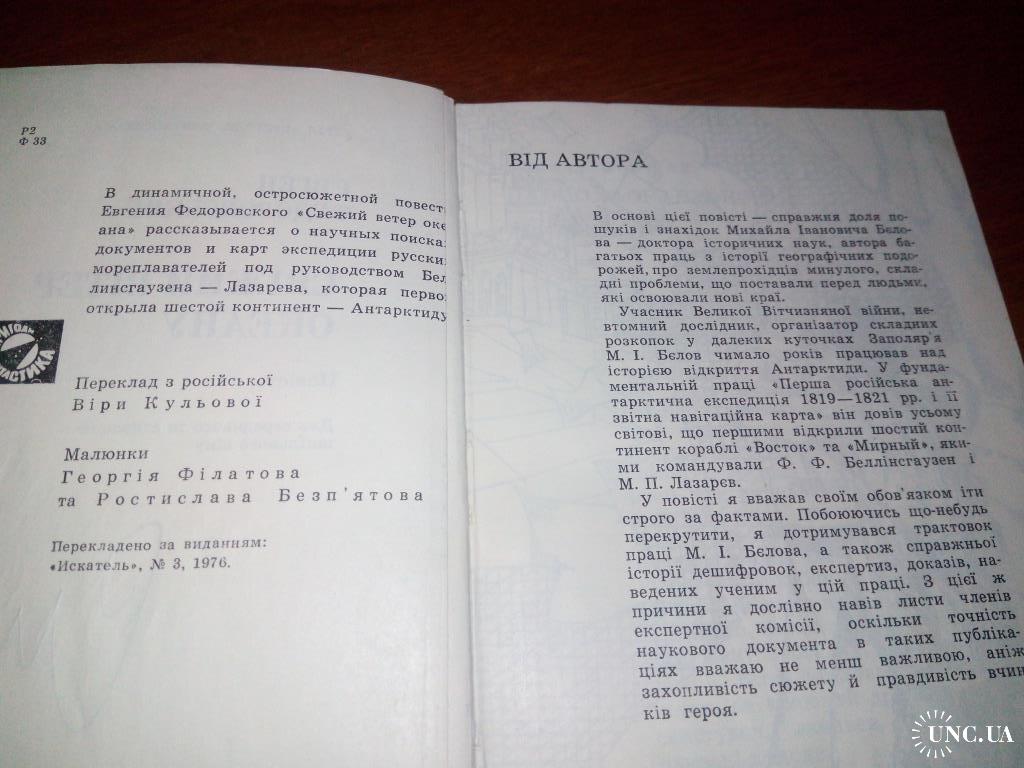 Р2
Ф 33
В динамичной, остросюжетной повест
Евгения Федоровского «Свежий ветер оке
ана» рассказывается о научных поиска
документов и карт экспедиции русски
мореплавателей под руководством Бел
линсгаузена — Лазарева, которая перво
открыла шестой континент — Антарктиду
Переклад з російської
Віри Кульової
Малюнки
Георгія Філатова
та Ростислава Безп'ятова
Перекладено за виданням:
«Искатель», № 3, 1976.
ВІД АВТОРА
В основі цієї повісті — справжня доля по-
шуків і знахідок Михайла Івановича Бєло-
ва — доктора історичних наук, автора ба-
гатьох праць з історії географічних подо-
рожей, про землепрохідців минулого, склад-
ні проблеми, що поставали перед людьми,
які освоювали нові краї.
Учасник Великої Вітчизняної війни, не-
втомний дослідник, організатор складних
розкопок у далеких куточках Заполяр'я
М. І. Бєлов чимало років працював над
історією відкриття Антарктиди. У фунда-
ментальній праці «Перша російська ан-
тарктична експедиція 1819—1821 рр. і її
звітна навігаційна карта» він довів усьому
світові, що першими відкрили шостий кон-
тинент кораблі «Восток» та «Мирный», яки-
ми командували Ф. Ф. Беллінсгаузен і
М. П. Лазарєв.
У повісті я вважав своїм обов'язком іти
строго за фактами. Побоюючись що-небудь
перекрутити, я дотримувався трактовок
праці М. І. Бєлова, а також справжньої
історії дешифровок, експертиз, доказів, на-
ведених ученим у цій праці. З цієї ж
причини я дослівно навів листи членів
експертної комісії, оскільки точність
наукового документа в таких публіка-
ціях вважаю не менш важливою, аніж
захопливість сюжету й правдивість вчин
ків героя.
UNC.UA